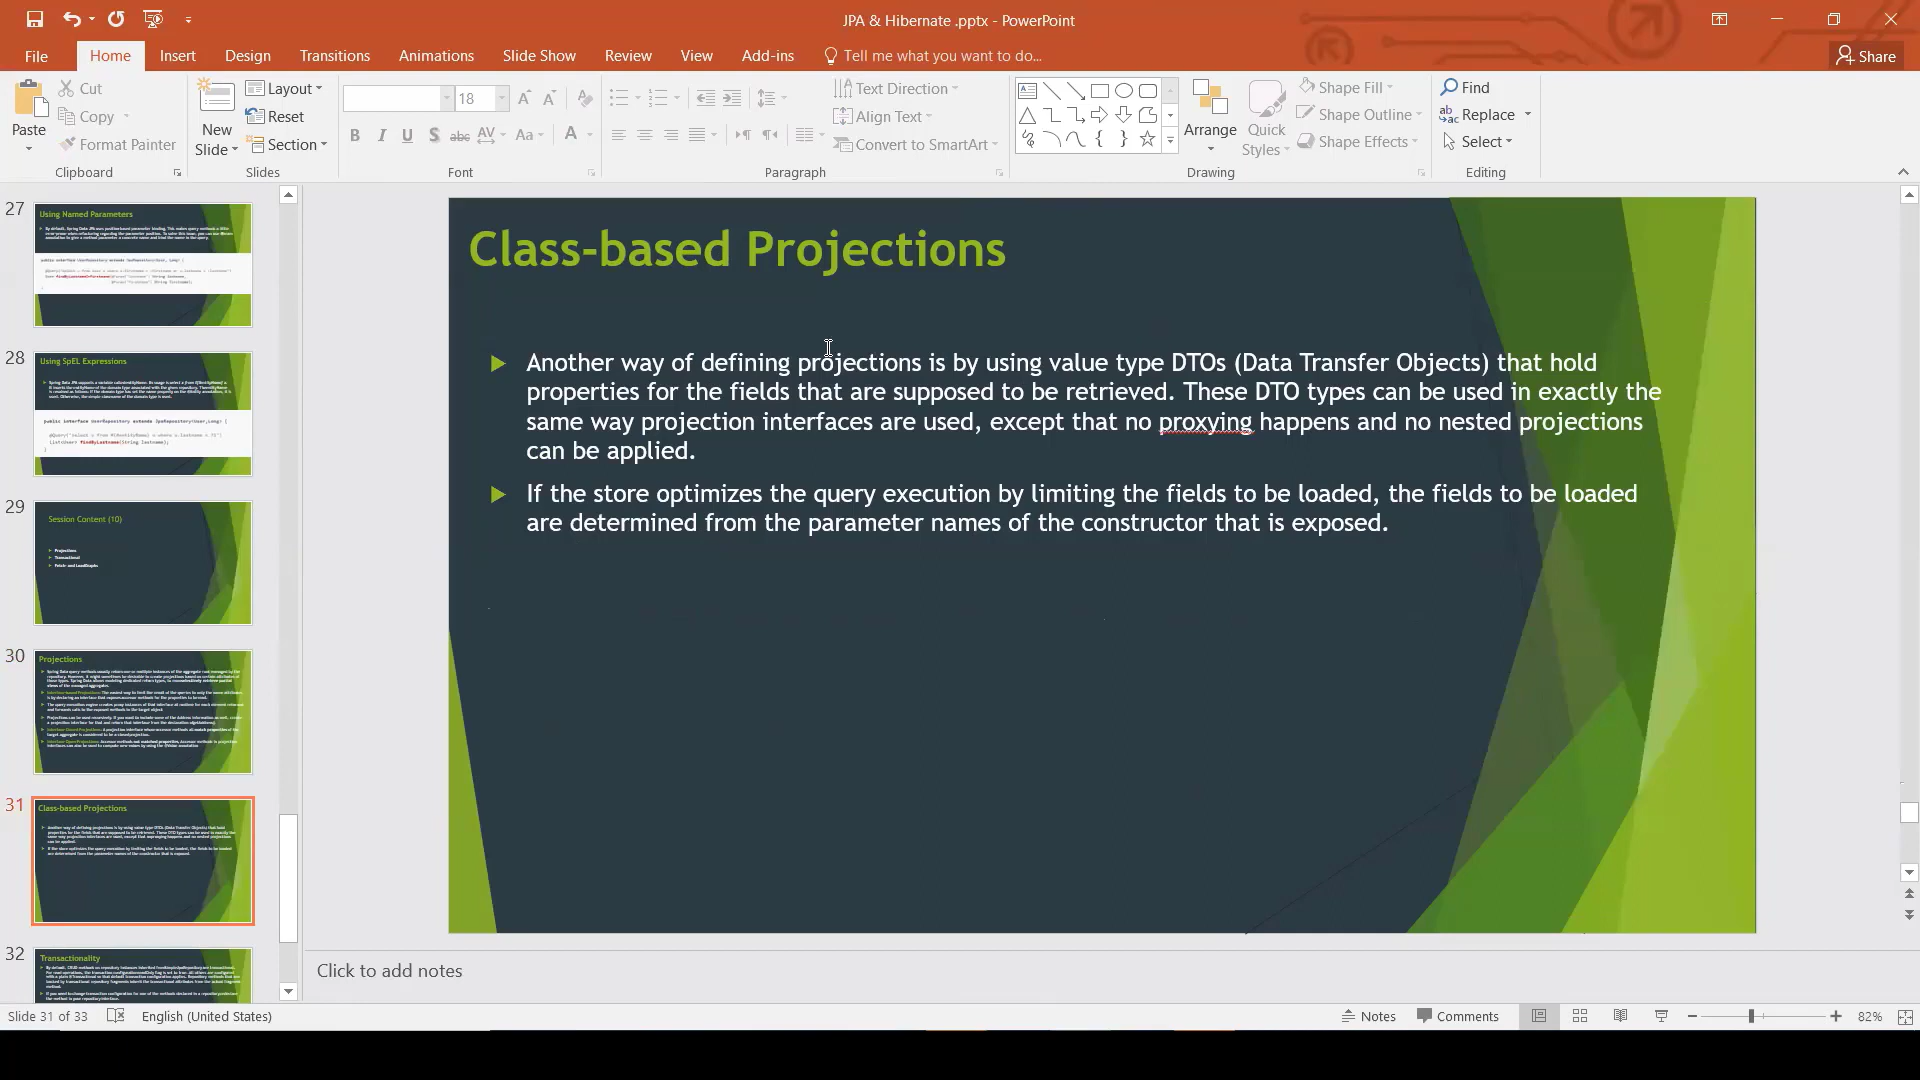 JPA & Hibernate .pptx - PowerPoint
File
Home
Insert
Design
Transitions
Animations
Slide Show
Review
View
Add-ins
Tell me what you want to do...
Share
Paste
Cut
Copy
Format Painter
Clipboard
New
Slide
Layout
Reset
Section
Slides
18
Font
Paragraph
Text Direction
Align Text
Convert to SmartArt
Arrange
Quick
Styles
Shape Fill
Shape Outline
Shape Effects
Drawing
Find
Replace
Select
Editing
27
Using Named Parameters
28
Using SpEL Expressions
29
Session Content (10)
Projections
Transactional
Fetch- and LoadGraphs
30
Projections
31
Class-based Projections
32
Transactionality
Class-based Projections
Another way of defining projections is by using value type DTOs (Data Transfer Objects) that hold
properties for the fields that are supposed to be retrieved. These DTO types can be used in exactly the
same way projection interfaces are used, except that no proxying happens and no nested projections
can be applied.
If the store optimizes the query execution by limiting the fields to be loaded, the fields to be loaded
are determined from the parameter names of the constructor that is exposed.
Click to add notes
Slide 31 of 33
English (United States)
Notes
Comments
82%